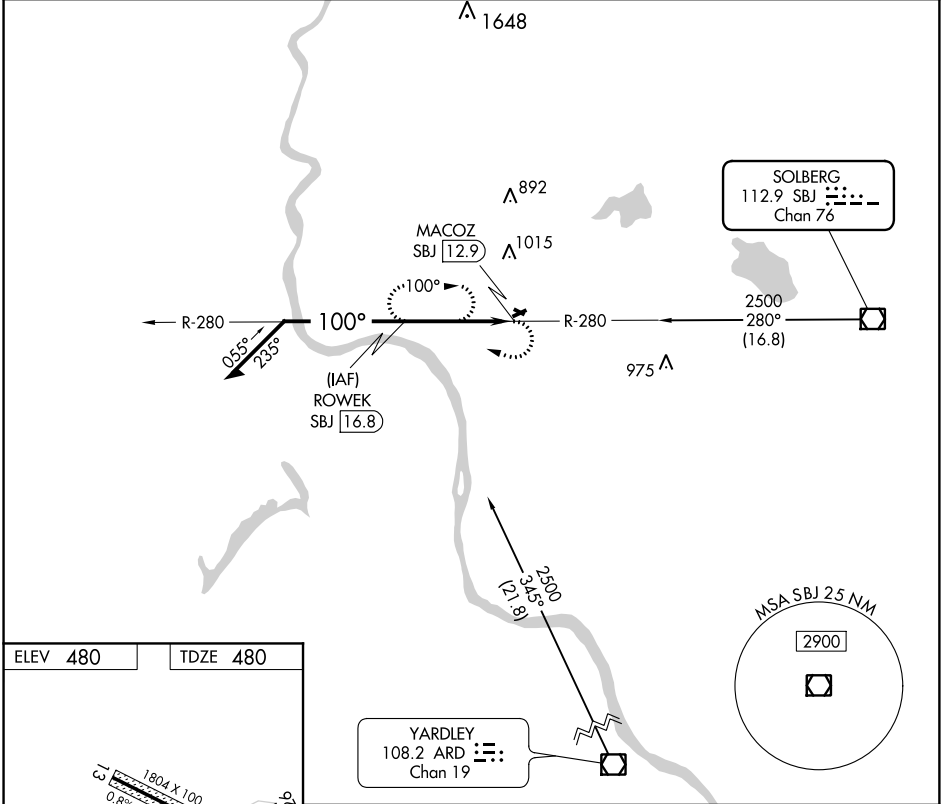 1648
SOLBERG
112.9 SBJ
Chan 76
892
MACOZ
SBJ 12.9
1015
100°
2500
280°
(16.8)
R-280
100°
R-280
055°
235°
975
(IAF)
ROWEK
SBJ 16.8
2500
345°
(21.8)
MSA SBJ 25 NM
2900
ELEV 480
TDZE 480
YARDLEY
108.2 ARD
Chan 19
13
1804 X 100
0.8%